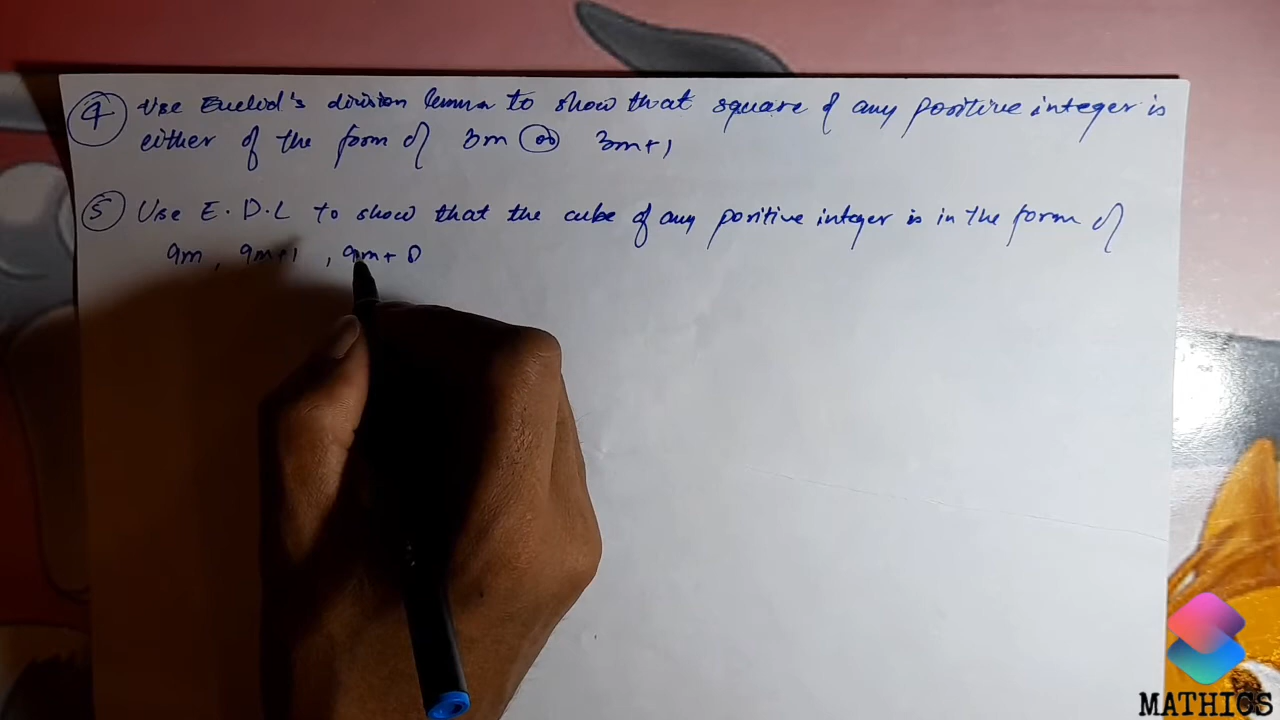 4 Use Euclid's division lemma to show that square of any positive integer is
either of the form of 3m or 3m+1
5 Use E.D.L to show that the cube of any positive integer is in the form of
9m, 9m+1, 9m+8
MATHIGS